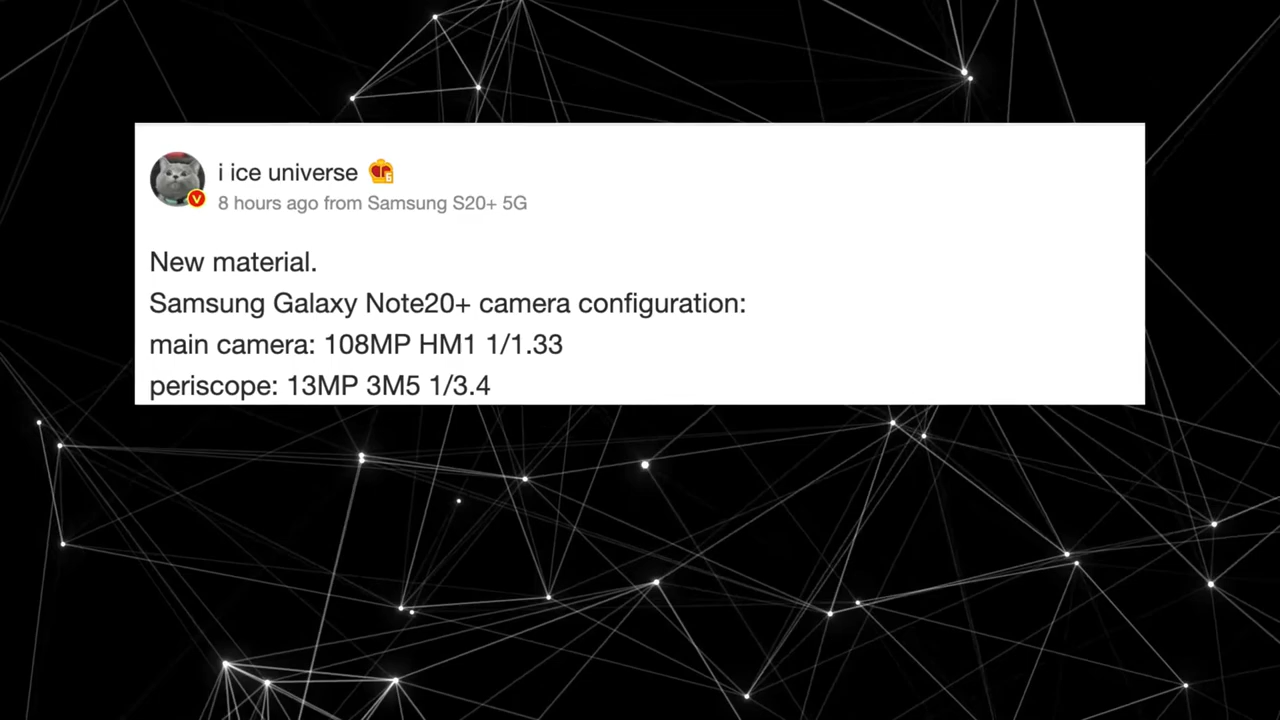 i ice universe
8 hours ago from Samsung S20+ 5G
New material.
Samsung Galaxy Note20+ camera configuration:
main camera: 108MP HM1 1/1.33
periscope: 13MP 3M5 1/3.4